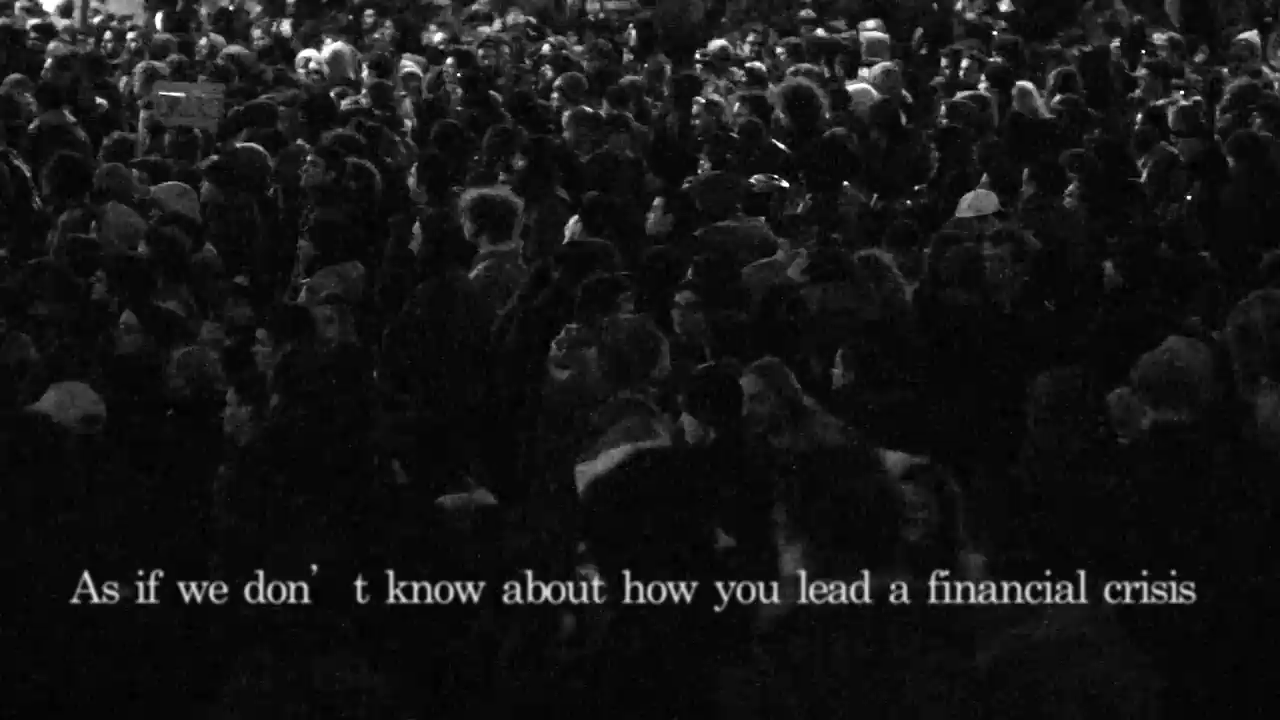 As if we don’ t know about how you lead a financial crisis